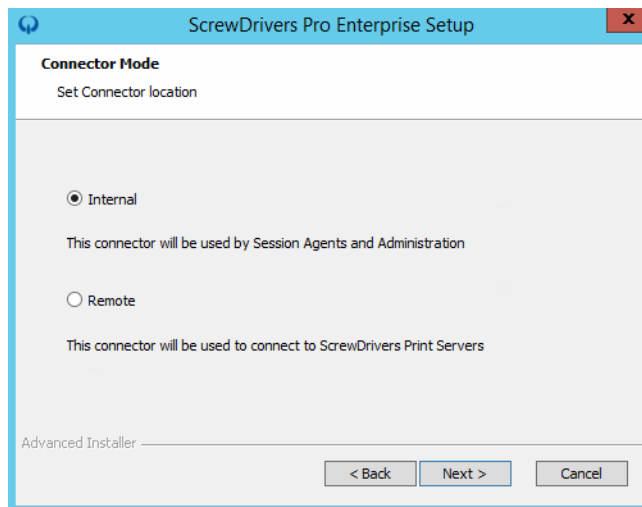 ScrewDrivers Pro Enterprise Setup
x
Connector Mode
Set Connector location
Internal
This connector will be used by Session Agents and Administration
Remote
This connector will be used to connect to ScrewDrivers Print Servers
Advanced Installer
< Back Next > Cancel